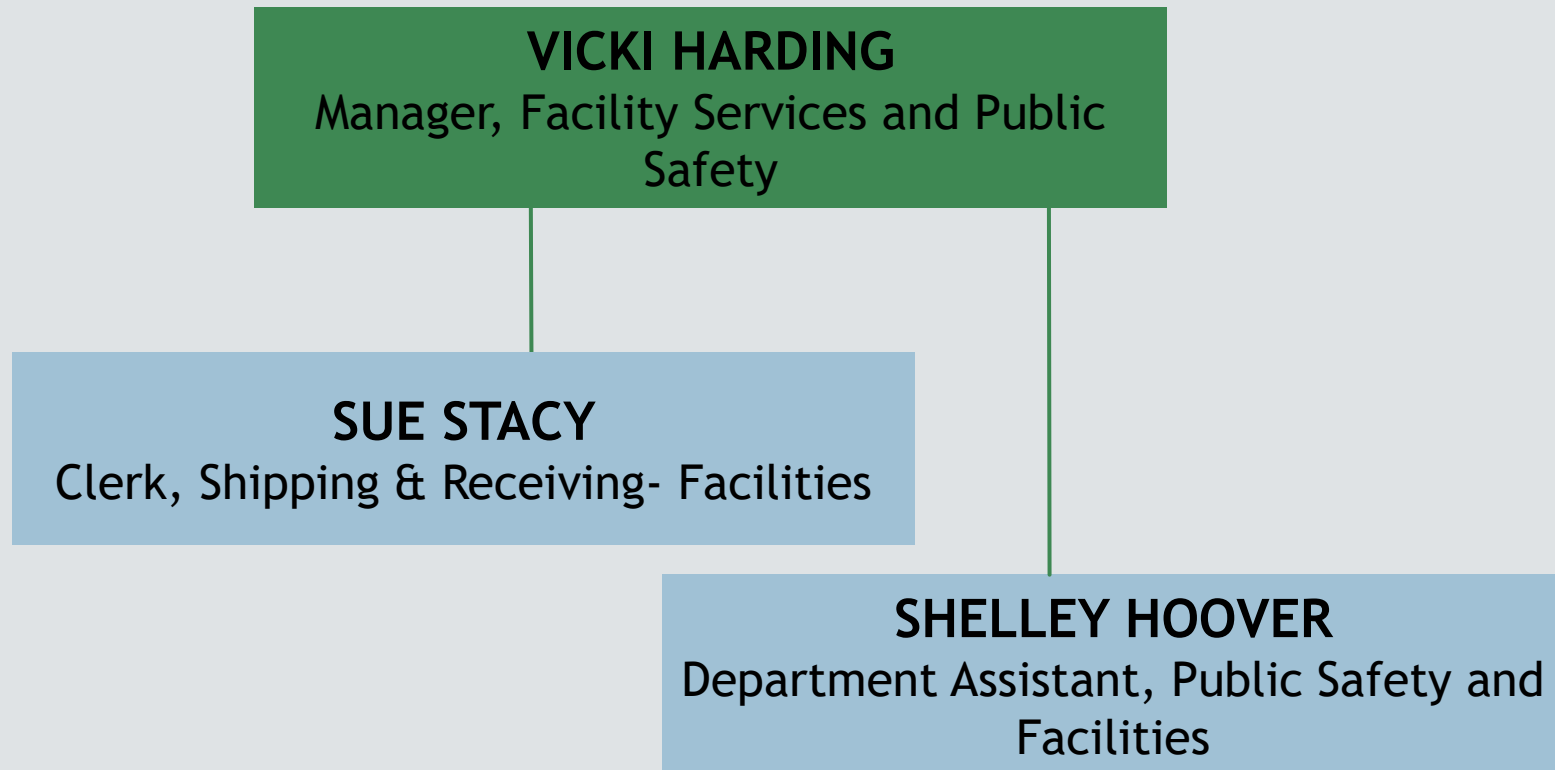 VICKI HARDING
Manager, Facility Services and Public
Safety
SUE STACY
Clerk, Shipping & Receiving- Facilities
SHELLEY HOOVER
Department Assistant, Public Safety and
Facilities